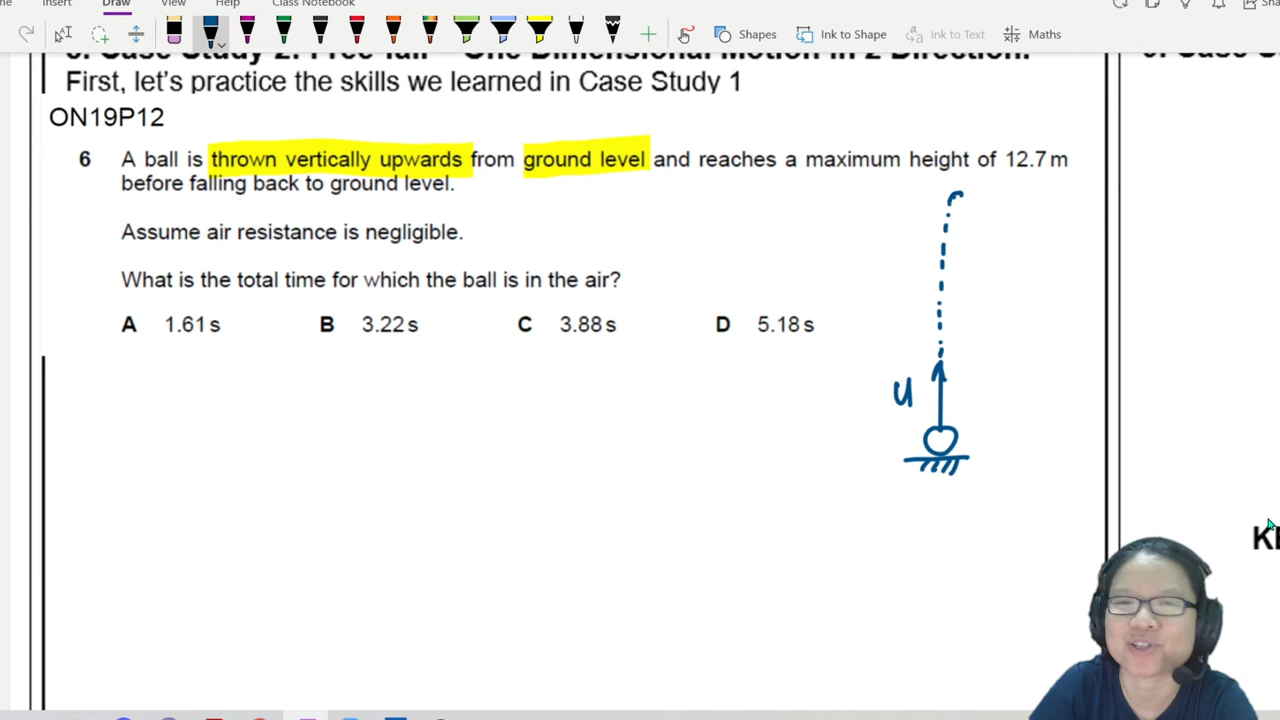 Insert Draw View Help Class Notebook
Shapes Ink to Shape Ink to Text Maths
First, let's practice the skills we learned in Case Study 1
ON19P12
6 A ball is thrown vertically upwards from ground level and reaches a maximum height of 12.7 m
before falling back to ground level.
Assume air resistance is negligible.
What is the total time for which the ball is in the air?
A 1.61 s B 3.22 s C 3.88 s D 5.18 s
u